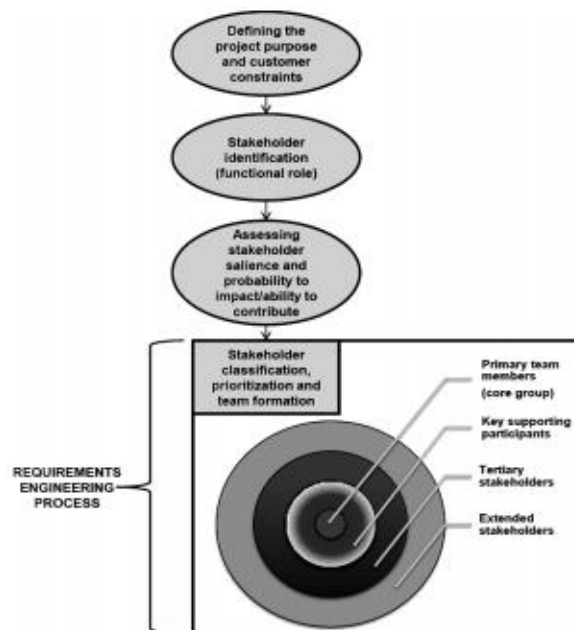 Defining the
project purpose
and customer
constraints
Stakeholder
identification
(functional role)
Assessing
stakeholder
salience and
probability to
impact/ability to
contribute
Stakeholder
classification,
prioritization and
team formation
Primary team
members
(core group)
Key supporting
participants
Tertiary
stakeholders
Extended
stakeholders
REQUIREMENTS
ENGINEERING
PROCESS